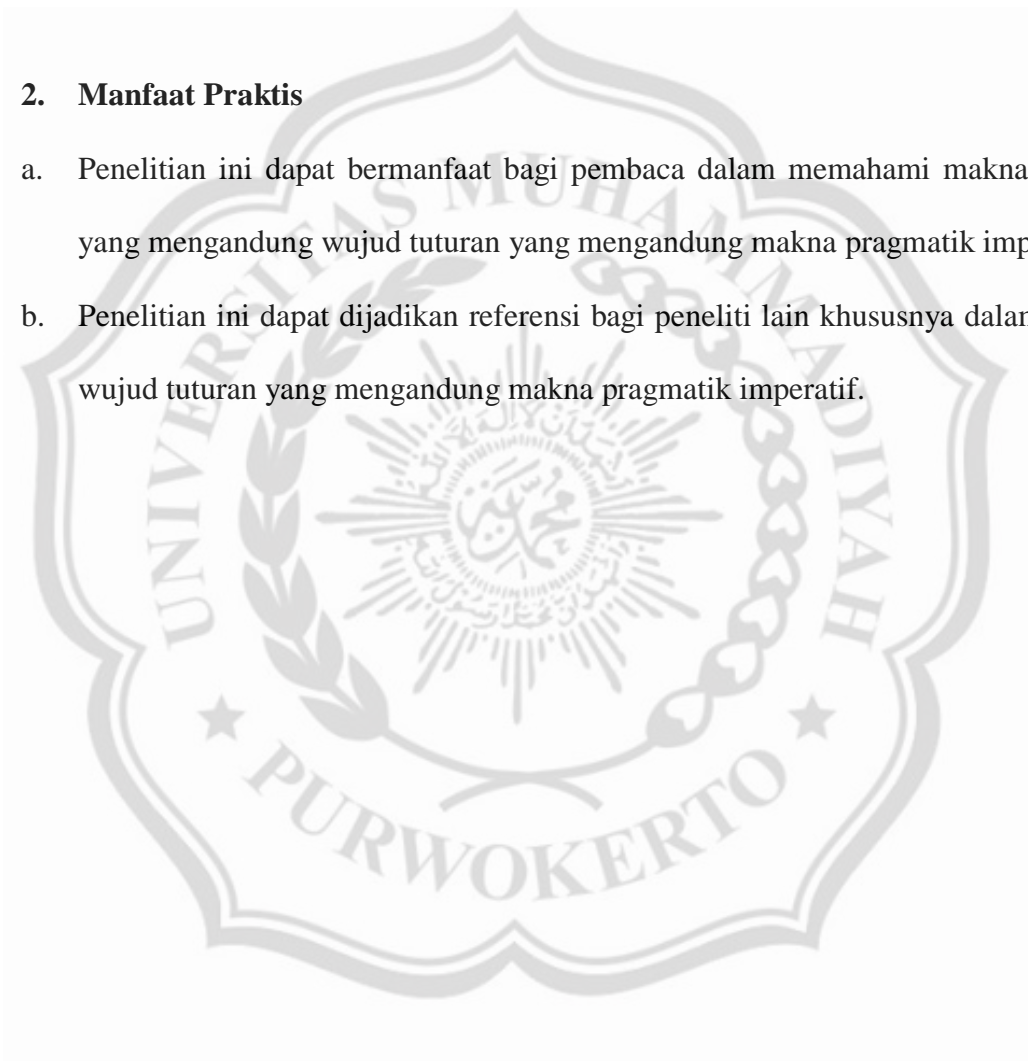 2. Manfaat Praktis
a. Penelitian ini dapat bermanfaat bagi pembaca dalam memahami makna
yang mengandung wujud tuturan yang mengandung makna pragmatik imp
b. Penelitian ini dapat dijadikan referensi bagi peneliti lain khususnya dalam
wujud tuturan yang mengandung makna pragmatik imperatif.
UNIVERSITAS MUHAMMADIYAH
PURWOKERTO